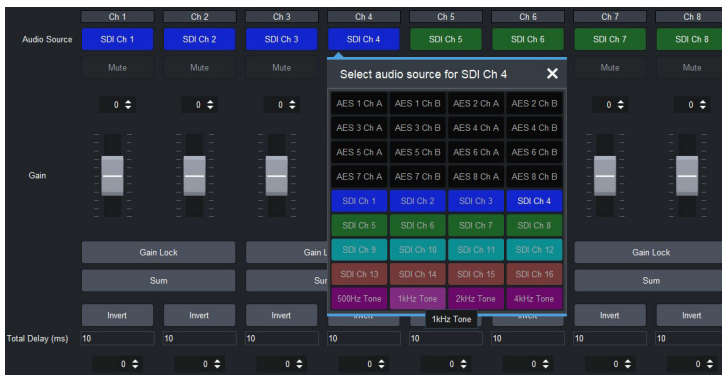 Ch 1 Ch 2 Ch 3 Ch 4 Ch 5 Ch 6 Ch 7 Ch 8
Audio Source SDI Ch 1 SDI Ch 2 SDI Ch 3 SDI Ch 4 SDI Ch 5 SDI Ch 6 SDI Ch 7 SDI Ch 8
Mute Mute Mute Mute Mute
Select audio source for SDI Ch 4
0 0 0 0 0
AES 1 Ch A AES 1 Ch B AES 2 Ch A AES 2 Ch B
AES 3 Ch A AES 3 Ch B AES 4 Ch A AES 4 Ch B
AES 5 Ch A AES 5 Ch B AES 6 Ch A AES 6 Ch B
Gain
AES 7 Ch A AES 7 Ch B AES 8 Ch A AES 8 Ch B
SDI Ch 1 SDI Ch 2 SDI Ch 3 SDI Ch 4
SDI Ch 5 SDI Ch 6 SDI Ch 7 SDI Ch 8
Gain Lock Gain L Gain Lock
SDI Ch 9 SDI Ch 10 SDI Ch 11 SDI Ch 12
Sum Su Sum
SDI Ch 13 SDI Ch 14 SDI Ch 15 SDI Ch 16
500Hz Tone 1kHz Tone 2kHz Tone 4kHz Tone
Invert Invert Invert Invert Invert Invert Invert
1kHz Tone
Total Delay (ms) 10 10 10 10 10 10 10 10
0 0 0 0 0 0 0 0